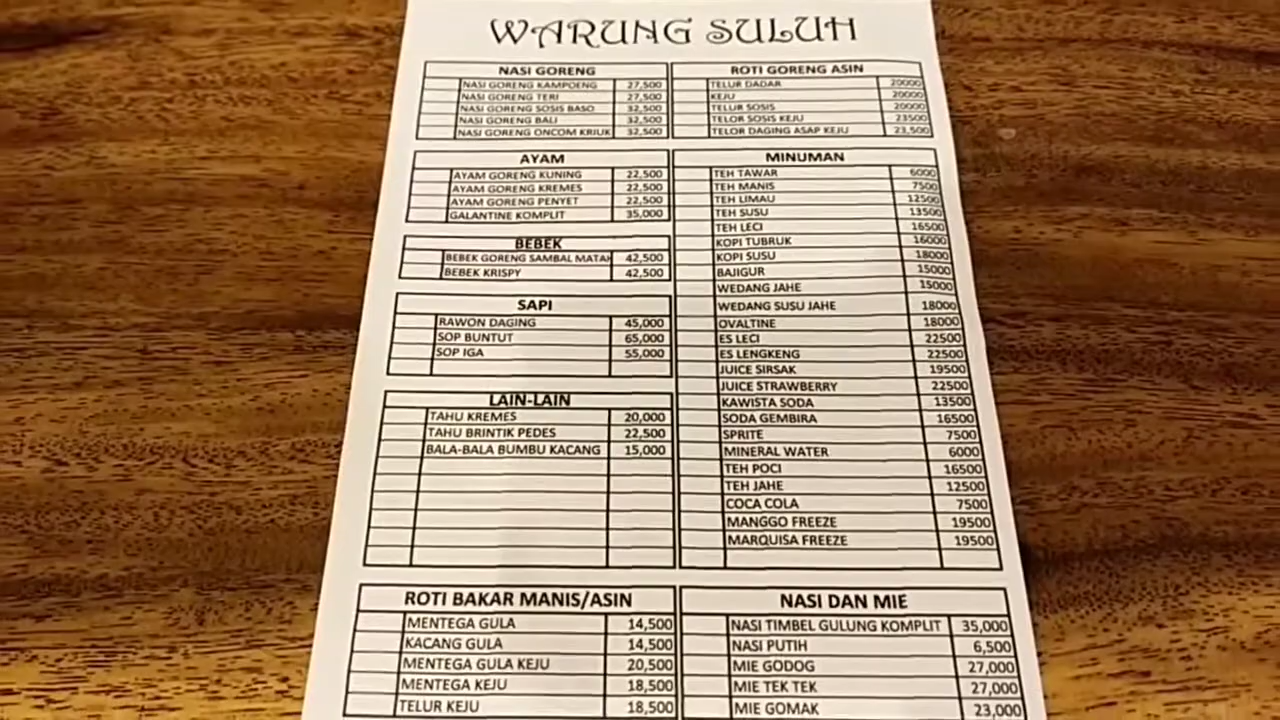 WARUNG SULUH
NASI GORENG
NASI GORENG KAMPOENG 27,500
NASI GORENG TERI 27,500
NASI GORENG SOSIS BASO 32,500
NASI GORENG BALI 32,500
NASI GORENG ONCOM KRIUK 32,500
AYAM
AYAM GORENG KUNING 22,500
AYAM GORENG KREMES 22,500
AYAM GORENG PENYET 22,500
GALANTINE KOMPLIT 35,000
BEBEK
BEBEK GORENG SAMBAL MATAH 42,500
BEBEK KRISPY 42,500
SAPI
RAWON DAGING 45,000
SOP BUNTUT 65,000
SOP IGA 55,000
LAIN-LAIN
TAHU KREMES 20,000
TAHU BRINTIK PEDES 22,500
BALA-BALA BUMBU KACANG 15,000
ROTI BAKAR MANIS/ASIN
MENTEGA GULA 14,500
KACANG GULA 14,500
MENTEGA GULA KEJU 20,500
MENTEGA KEJU 18,500
TELUR KEJU 18,500
ROTI GORENG ASIN
TELUR DADAR 20000
KEJU 20000
TELUR SOSIS 20000
TELOR SOSIS KEJU 23500
TELOR DAGING ASAP KEJU 23,500
MINUMAN
TEH TAWAR 6000
TEH MANIS 7500
TEH LIMAU 12500
TEH SUSU 13500
TEH LECI 16500
KOPI TUBRUK 16000
KOPI SUSU 18000
BAJIGUR 15000
WEDANG JAHE 15000
WEDANG SUSU JAHE 18000
OVALTINE 18000
ES LECI 22500
ES LENGKENG 22500
JUICE SIRSAK 19500
JUICE STRAWBERRY 22500
KAWISTA SODA 13500
SODA GEMBIRA 16500
SPRITE 7500
MINERAL WATER 6000
TEH POCI 16500
TEH JAHE 12500
COCA COLA 7500
MANGGO FREEZE 19500
MARQUISA FREEZE 19500
NASI DAN MIE
NASI TIMBEL GULUNG KOMPLIT 35,000
NASI PUTIH 6,500
MIE GODOG 27,000
MIE TEK TEK 27,000
MIE GOMAK 23,000